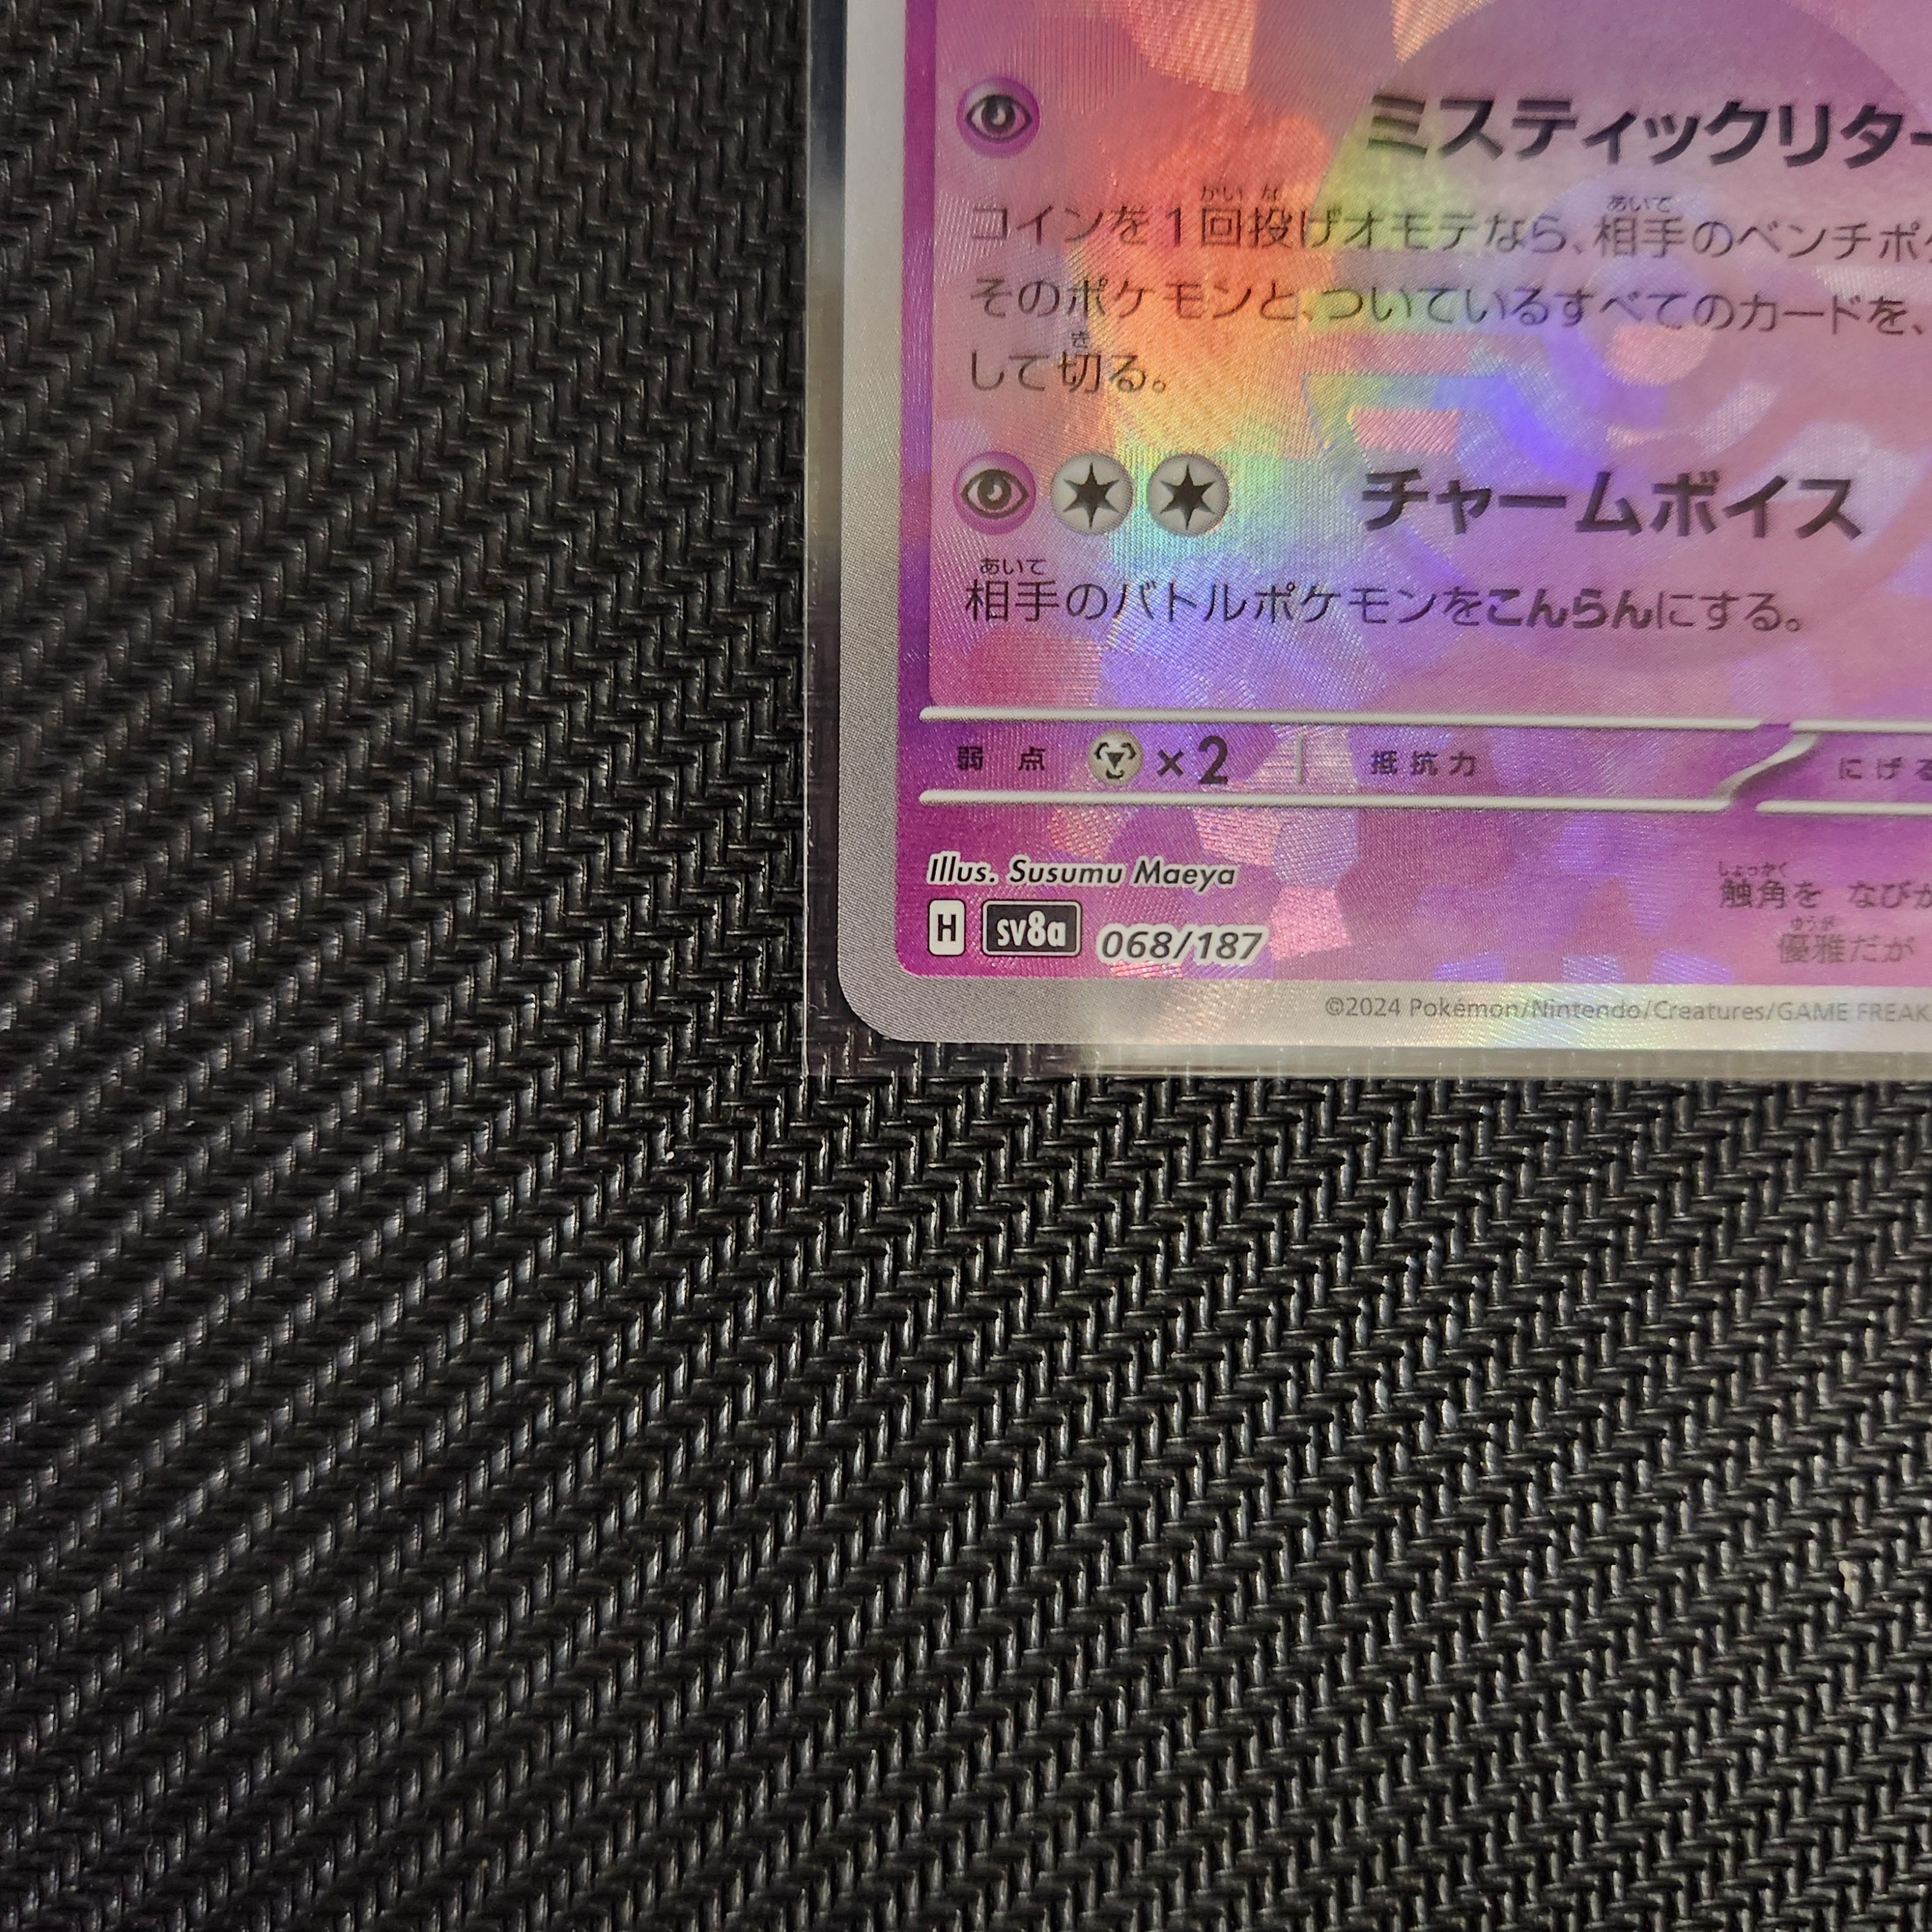 ミスティックリター
コインを1回投げオモテなら、相手のベンチポケ
そのポケモンと、ついているすべてのカードを、
して切る。
チャームボイス
相手のバトルポケモンをこんらんにする。
弱点 ×2 抵抗力 にげる
Illus. Susumu Maeya
触角を なびか
H sv8a 068/187
優雅だが
©2024 Pokémon/Nintendo/Creatures/GAME FREAK